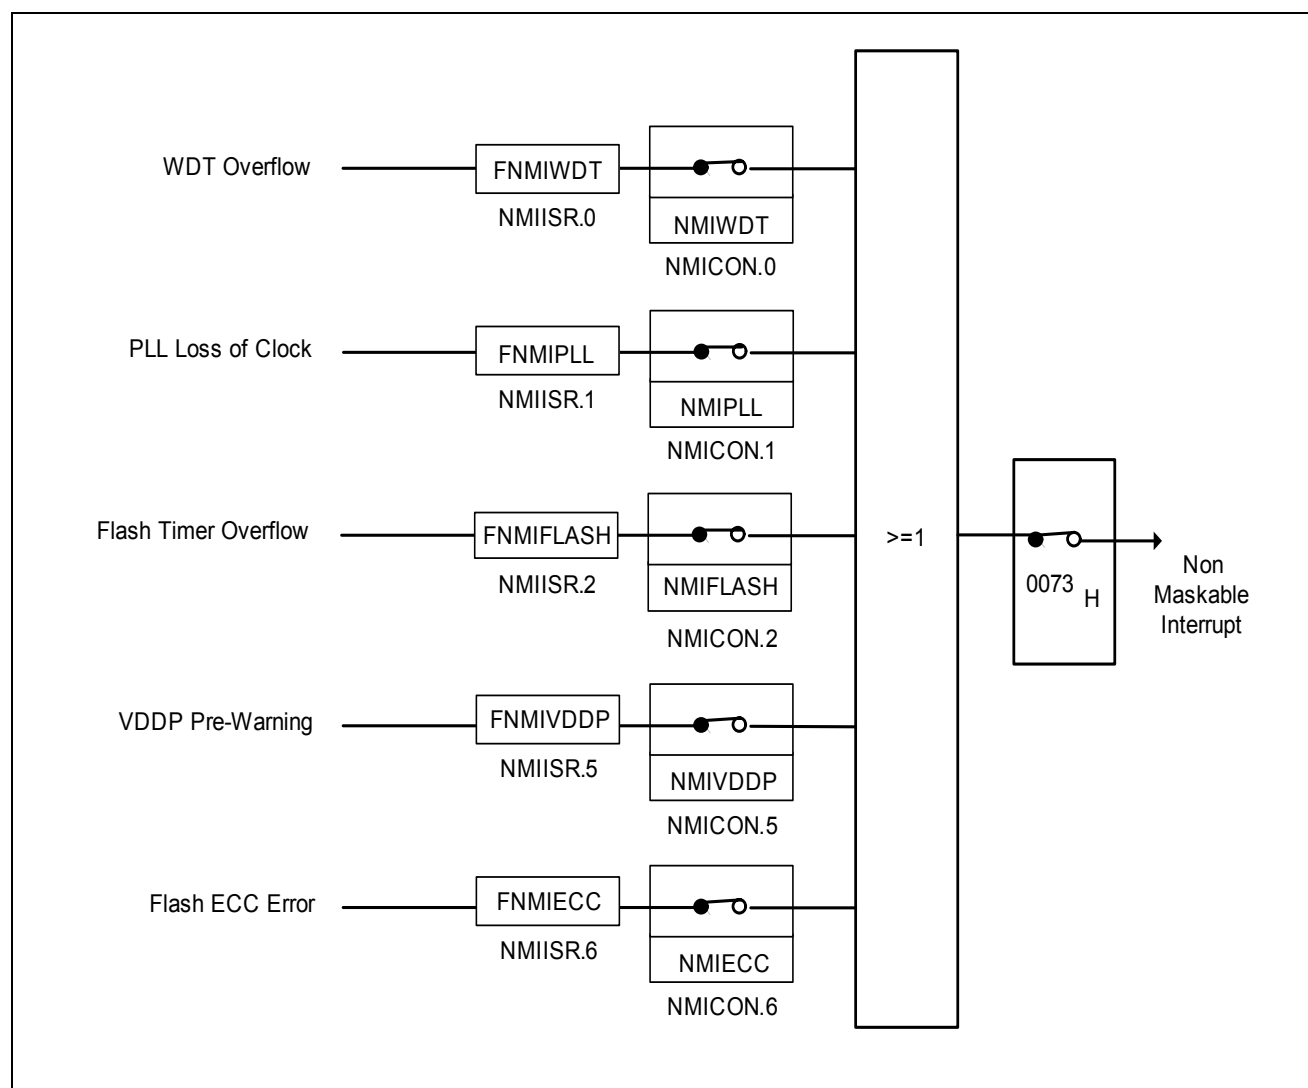 WDT Overflow
FNMIWDT
NMIISR.0
NMIWDT
NMICON.0
PLL Loss of Clock
FNMIPLL
NMIISR.1
NMIPLL
NMICON.1
Flash Timer Overflow
FNMIFLASH
NMIISR.2
NMIFLASH
NMICON.2
VDDP Pre-Warning
FNMIVDDP
NMIISR.5
NMIVDDP
NMICON.5
Flash ECC Error
FNMIECC
NMIISR.6
NMIECC
NMICON.6
>=1
0073 H
Non
Maskable
Interrupt